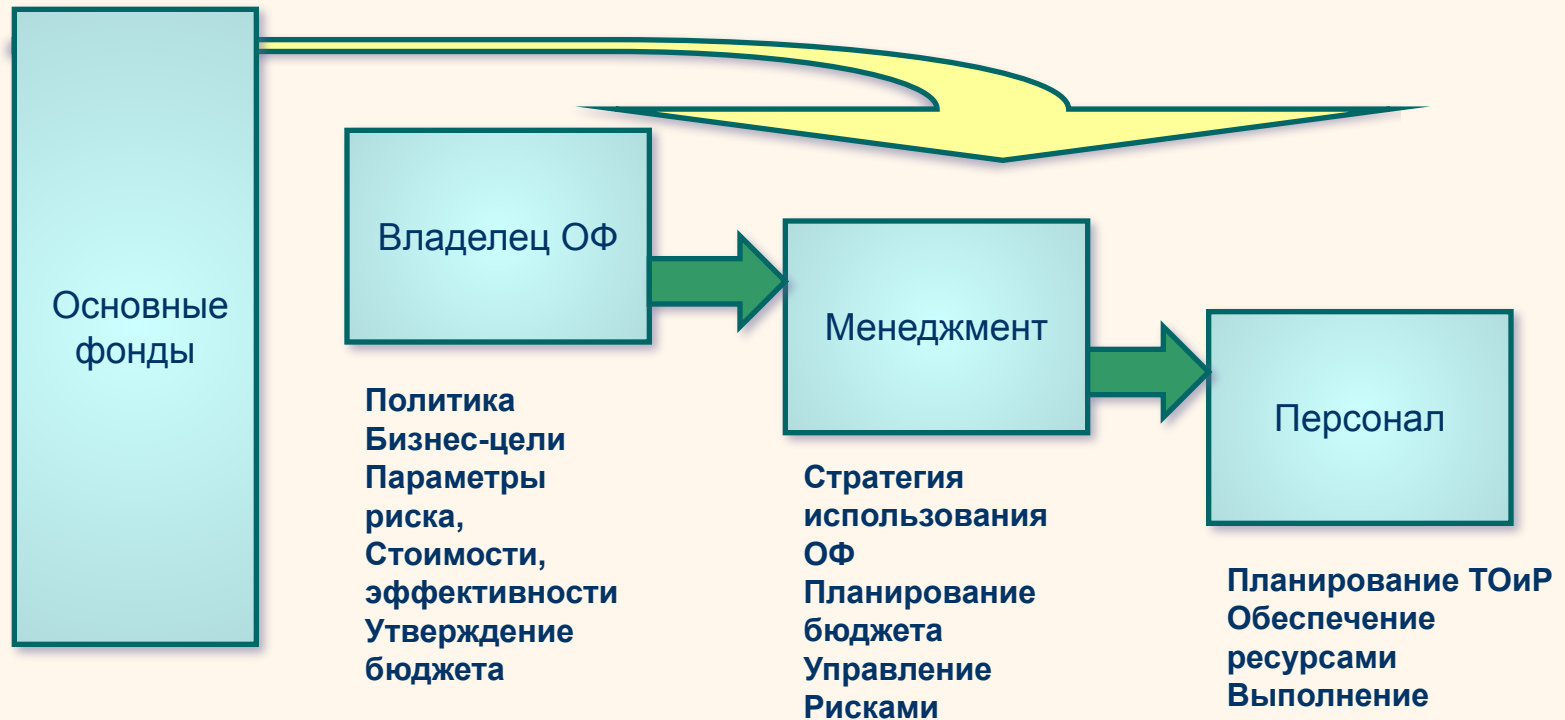 Основные
фонды
Владелец ОФ
Политика
Бизнес-цели
Параметры
риска,
Стоимости,
эффективности
Утверждение
бюджета
Менеджмент
Стратегия
использования
ОФ
Планирование
бюджета
Управление
Рисками
Персонал
Планирование ТОиР
Обеспечение
ресурсами
Выполнение